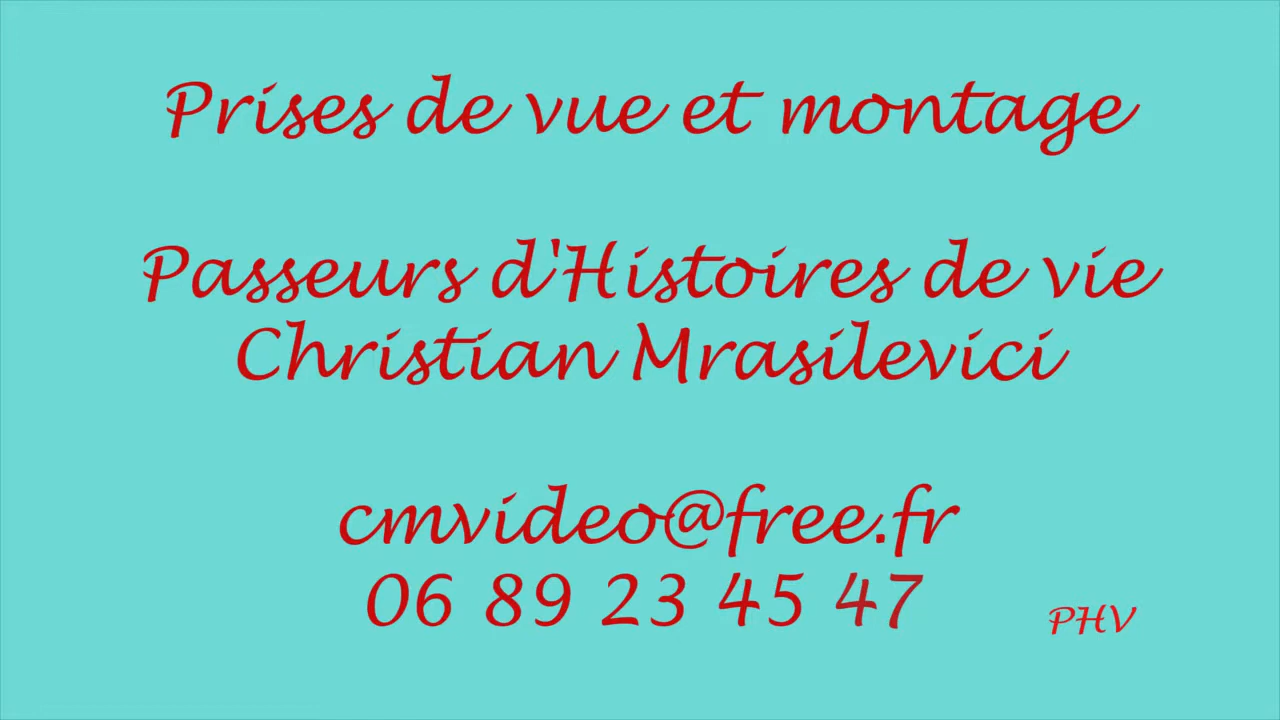 Prises de vue et montage
Passeurs d'Histoires de vie
Christian Mrasilevici
cmvideo@free.fr
06 89 23 45 47
PHV